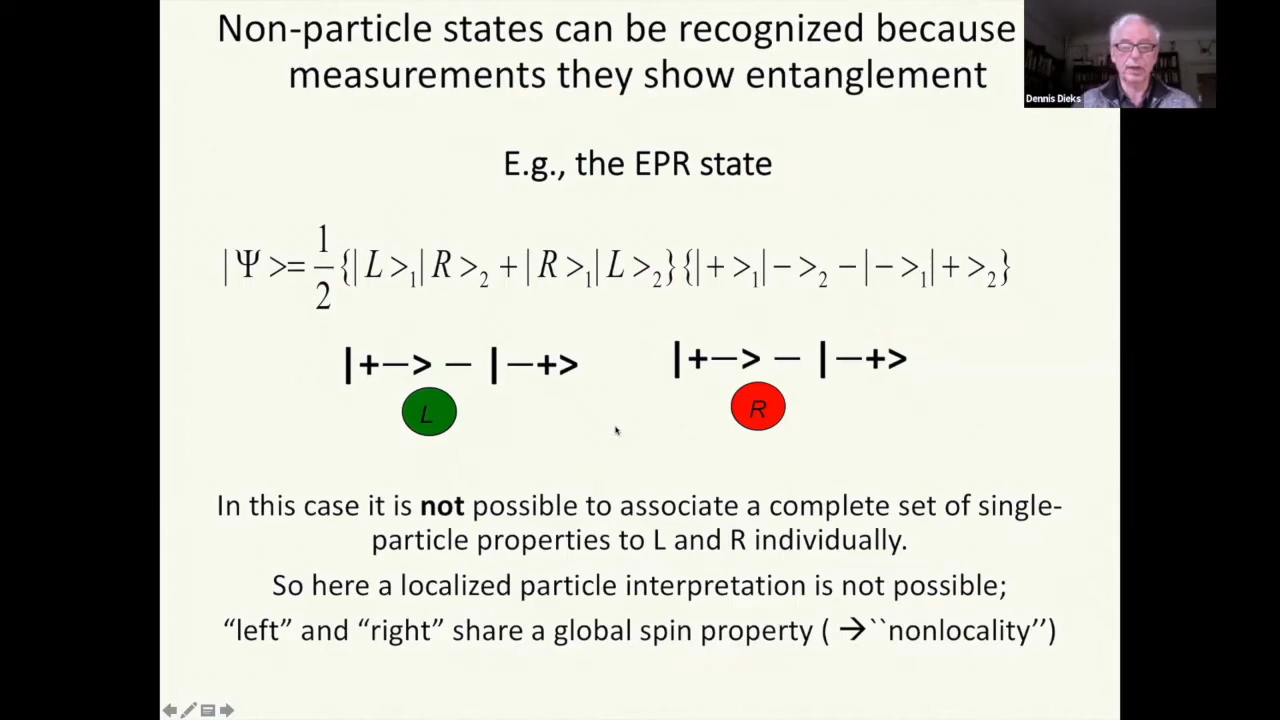 Non-particle states can be recognized because
measurements they show entanglement
Dennis Dieks
E.g., the EPR state
|Ψ>=1/2{|L>₁|R>₂+|R>₁|L>₂}{|+>₁|−>₂−|−>₁|+>₂}
|+—> — |—+>
|+—> — |—+>
L
R
In this case it is not possible to associate a complete set of single-
particle properties to L and R individually.
So here a localized particle interpretation is not possible;
“left” and “right” share a global spin property ( →``nonlocality’’)